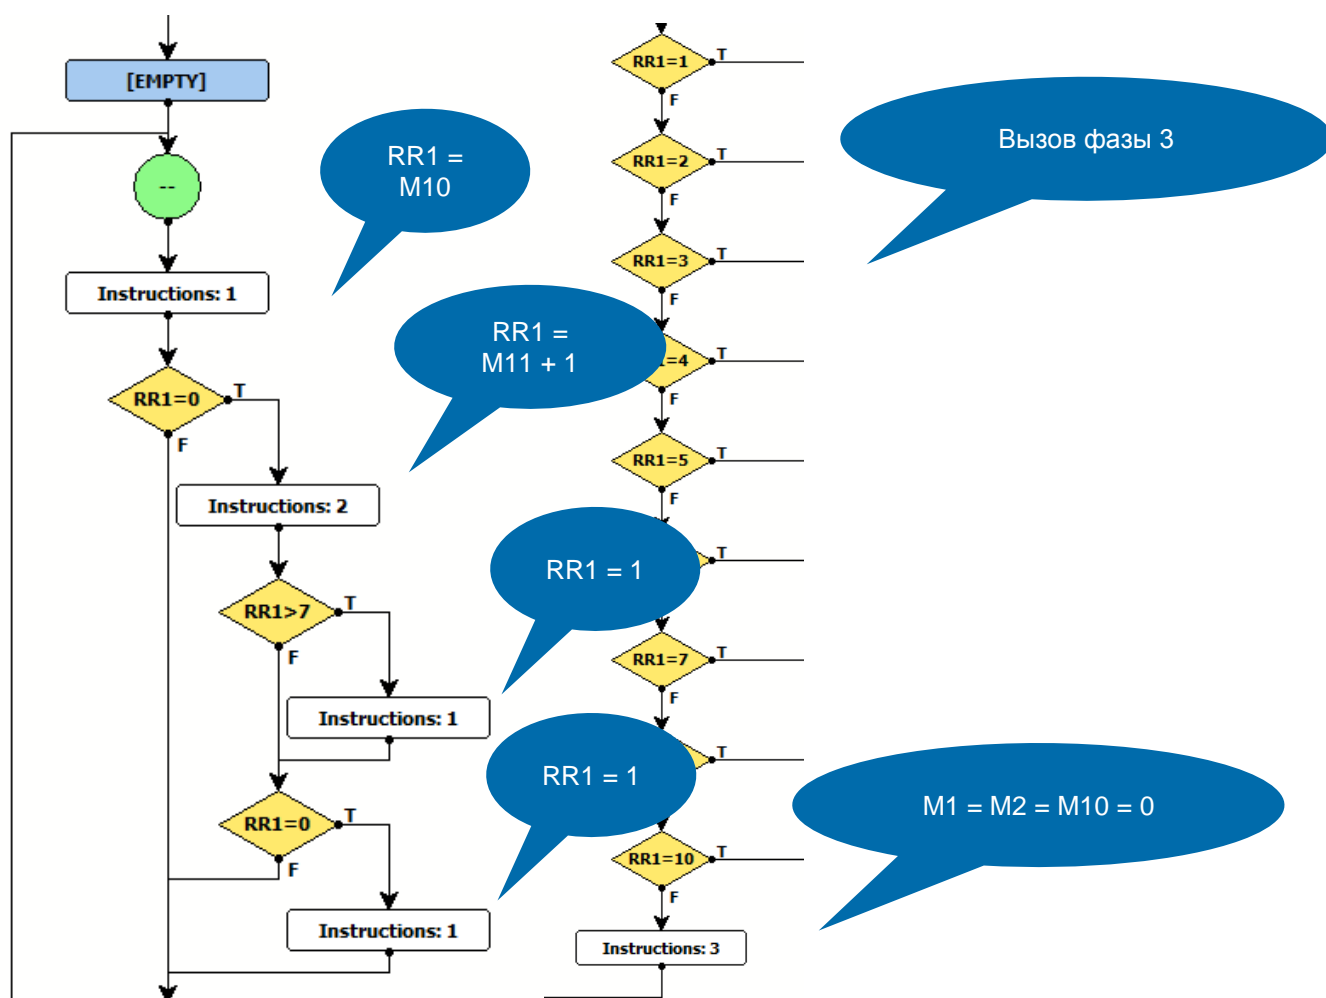 [EMPTY]
--
Instructions: 1
RR1=0
T
F
Instructions: 2
RR1>7
T
F
Instructions: 1
RR1=0
T
F
Instructions: 1
RR1 =
M10
RR1 =
M11 + 1
RR1 = 1
RR1 = 1
RR1=1
T
F
RR1=2
T
F
RR1=3
T
F
=4
T
F
RR1=5
T
F
T
RR1=7
T
F
T
RR1=10
T
F
Instructions: 3
Вызов фазы 3
M1 = M2 = M10 = 0